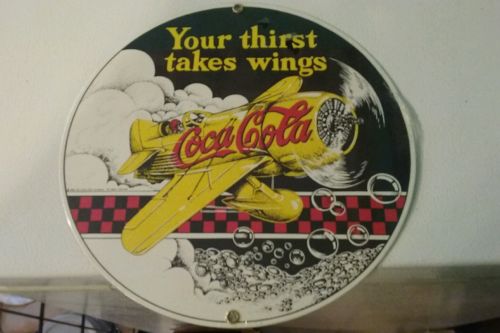 Your thirst
takes wings
Coca-Cola